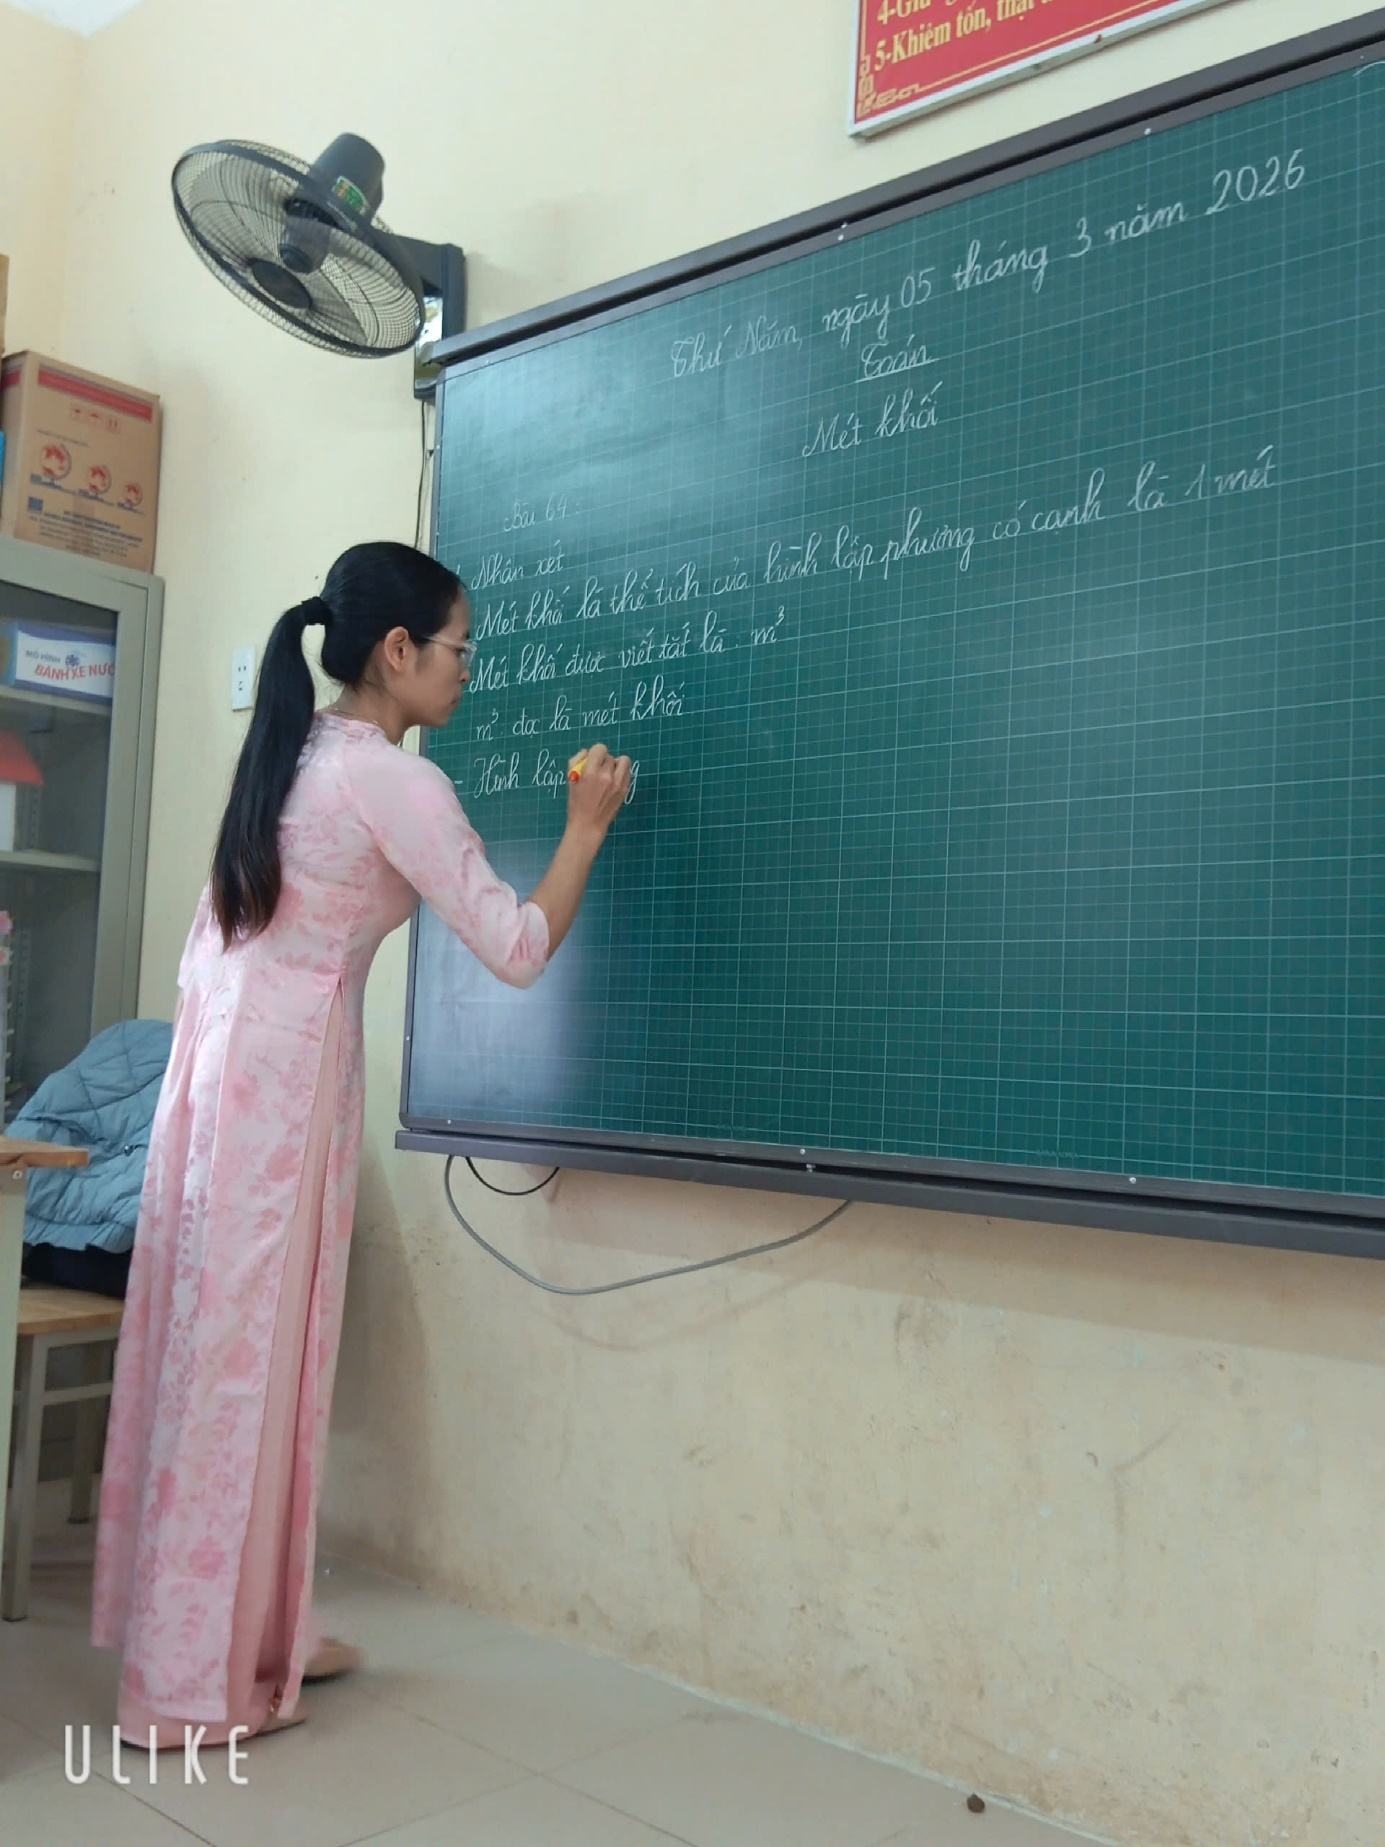 4-Giữ
5-Khiêm tốn, thật
Thứ Năm, ngày 05 tháng 3 năm 2026
Toán
Mét khối
Bài 64:
Nhận xét
Mét khối là thể tích của hình lập phương có cạnh là 1 mét
Mét khối được viết tắt là: m³
m³: đọc là mét khối
- Hình lập g
MÔ HÌNH
BÁNH XE NƯỚC
ULIKE